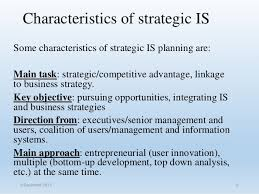 Characteristics of strategic IS
Some characteristics of strategic IS planning are:
Main task: strategic/competitive advantage, linkage
to business strategy.
Key objective: pursuing opportunities, integrating IS
and business strategies
Direction from: executives/senior management and
users, coalition of users/management and information
systems.
Main approach: entrepreneurial (user innovation),
multiple (bottom-up development, top down analysis,
etc.) at the same time.